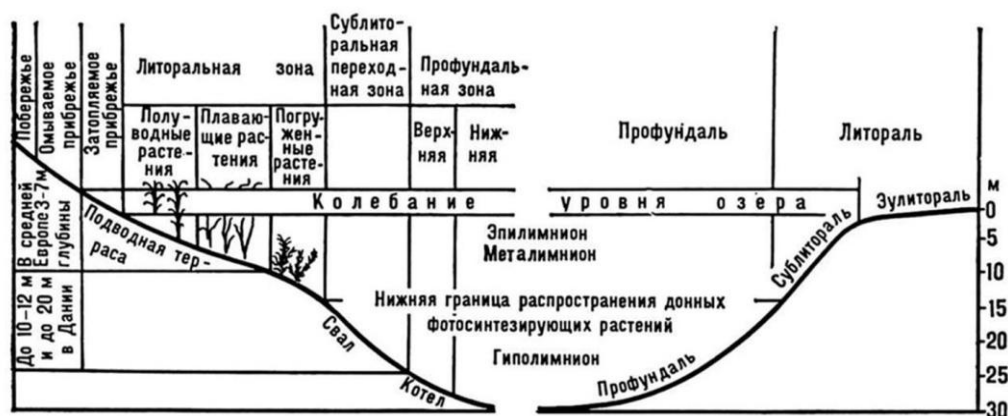 Побережье
Омываемое
прибрежье
Затопляемое
прибрежье
Литоральная зона
Сублито-
ральная
переход-
ная зона
Профундаль-
ная зона
Полу-
водные
расте-
ния
Плаваю-
щие рас-
тения
Погру-
жен-
ные
расте-
ния
Верх-
няя
Ниж-
няя
Профундаль
Литораль
Колебание уровня озера
Эулитораль
м
0
-5
-10
-15
-20
-25
-30
В средней
Европе 3-7м
глубины
До 10-12 м
и до 20 м
в Дании
Подводная тер-
раса
Эпилимнион
Металимнион
Сублитораль
Нижняя граница распространения донных
фотосинтезирующих растений
Свал
Гиполимнион
Котел
Профундаль